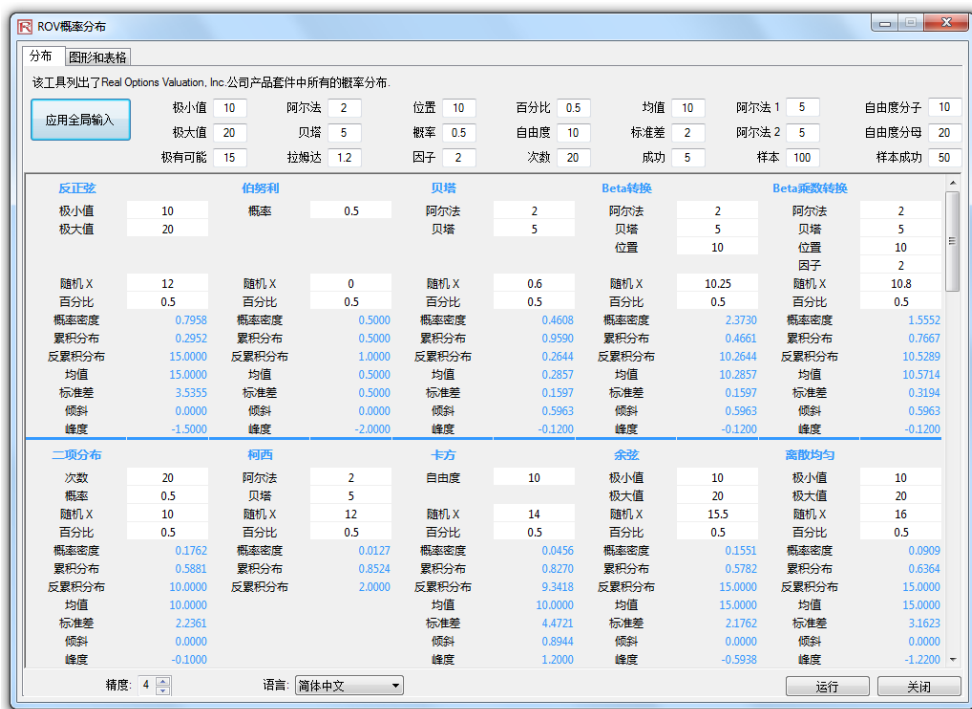 ROV概率分布
分布 图形和表格
该工具列出了Real Options Valuation, Inc.公司产品套件中所有的概率分布.
应用全局输入
极小值 10 阿尔法 2 位置 10 百分比 0.5 均值 10 阿尔法 1 5 自由度分子 10
极大值 20 贝塔 5 概率 0.5 自由度 10 标准差 2 阿尔法 2 5 自由度分母 20
极有可能 15 拉姆达 1.2 因子 2 次数 20 成功 5 样本 100 样本成功 50
反正弦 伯努利 贝塔 Beta转换 Beta乘数转换
极小值 10 概率 0.5 阿尔法 2 阿尔法 2 阿尔法 2
极大值 20 贝塔 5 贝塔 5 贝塔 5
位置 10 位置 10
因子 2
随机 X 12 随机 X 0 随机 X 0.6 随机 X 10.25 随机 X 10.8
百分比 0.5 百分比 0.5 百分比 0.5 百分比 0.5 百分比 0.5
概率密度 0.7958 概率密度 0.5000 概率密度 0.4608 概率密度 2.3730 概率密度 1.5552
累积分布 0.2952 累积分布 0.5000 累积分布 0.9590 累积分布 0.4661 累积分布 0.7667
反累积分布 15.0000 反累积分布 1.0000 反累积分布 0.2644 反累积分布 10.2644 反累积分布 10.5289
均值 15.0000 均值 0.5000 均值 0.2857 均值 10.2857 均值 10.5714
标准差 3.5355 标准差 0.5000 标准差 0.1597 标准差 0.1597 标准差 0.3194
倾斜 0.0000 倾斜 0.0000 倾斜 0.5963 倾斜 0.5963 倾斜 0.5963
峰度 -1.5000 峰度 -2.0000 峰度 -0.1200 峰度 -0.1200 峰度 -0.1200
二项分布 柯西 卡方 余弦 离散均匀
次数 20 阿尔法 2 自由度 10 极小值 10 极小值 10
概率 0.5 贝塔 5 极大值 20 极大值 20
随机 X 10 随机 X 12 随机 X 14 随机 X 15.5 随机 X 16
百分比 0.5 百分比 0.5 百分比 0.5 百分比 0.5 百分比 0.5
概率密度 0.1762 概率密度 0.0127 概率密度 0.0456 概率密度 0.1551 概率密度 0.0909
累积分布 0.5881 累积分布 0.8524 累积分布 0.8270 累积分布 0.5782 累积分布 0.6364
反累积分布 10.0000 反累积分布 2.0000 反累积分布 9.3418 反累积分布 15.0000 反累积分布 15.0000
均值 10.0000 均值 10.0000 均值 15.0000 均值 15.0000
标准差 2.2361 标准差 4.4721 标准差 2.1762 标准差 3.1623
倾斜 0.0000 倾斜 0.8944 倾斜 0.0000 倾斜 0.0000
峰度 -0.1000 峰度 1.2000 峰度 -0.5938 峰度 -1.2200
精度: 4 语言: 简体中文 运行 关闭